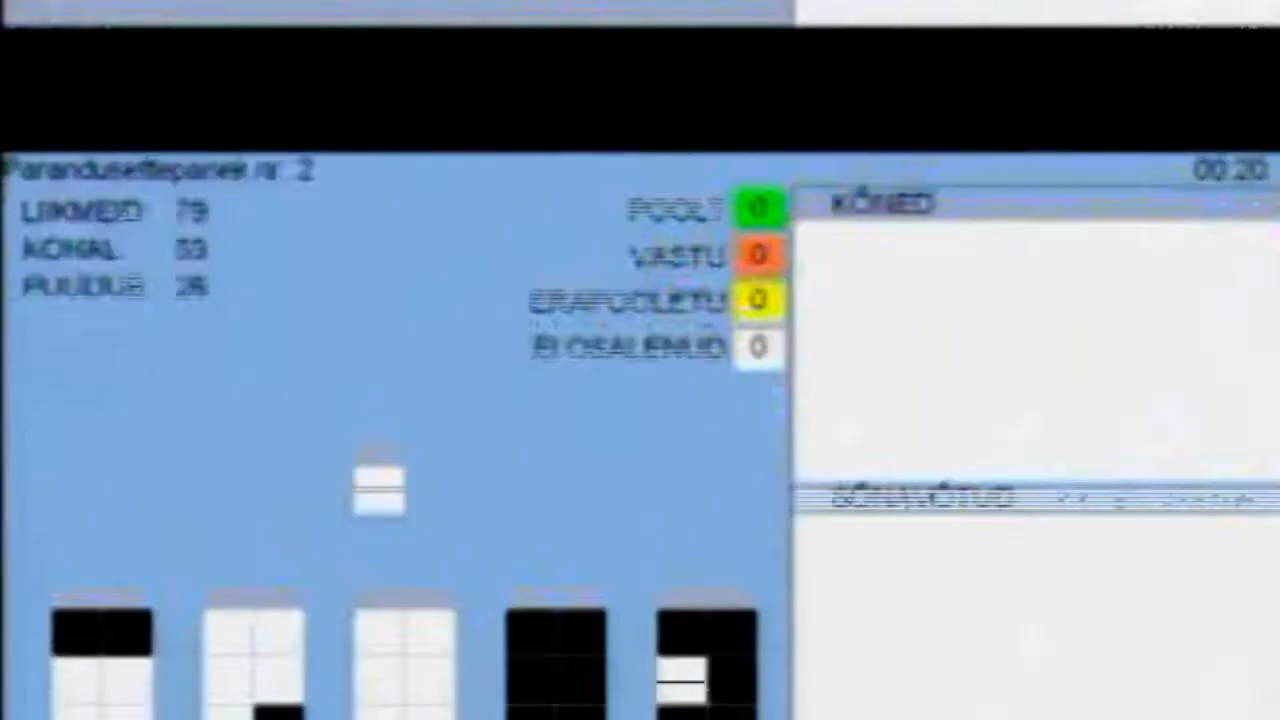 Parandusettepanek nr. 2
00:20
LIIKMEID 79
KOHAL 53
PUUDUB 26
POOLT 0
VASTU 0
ERAPOOLETU 0
EI OSALENUD 0
KÕNED
SÕNAVÕTUD